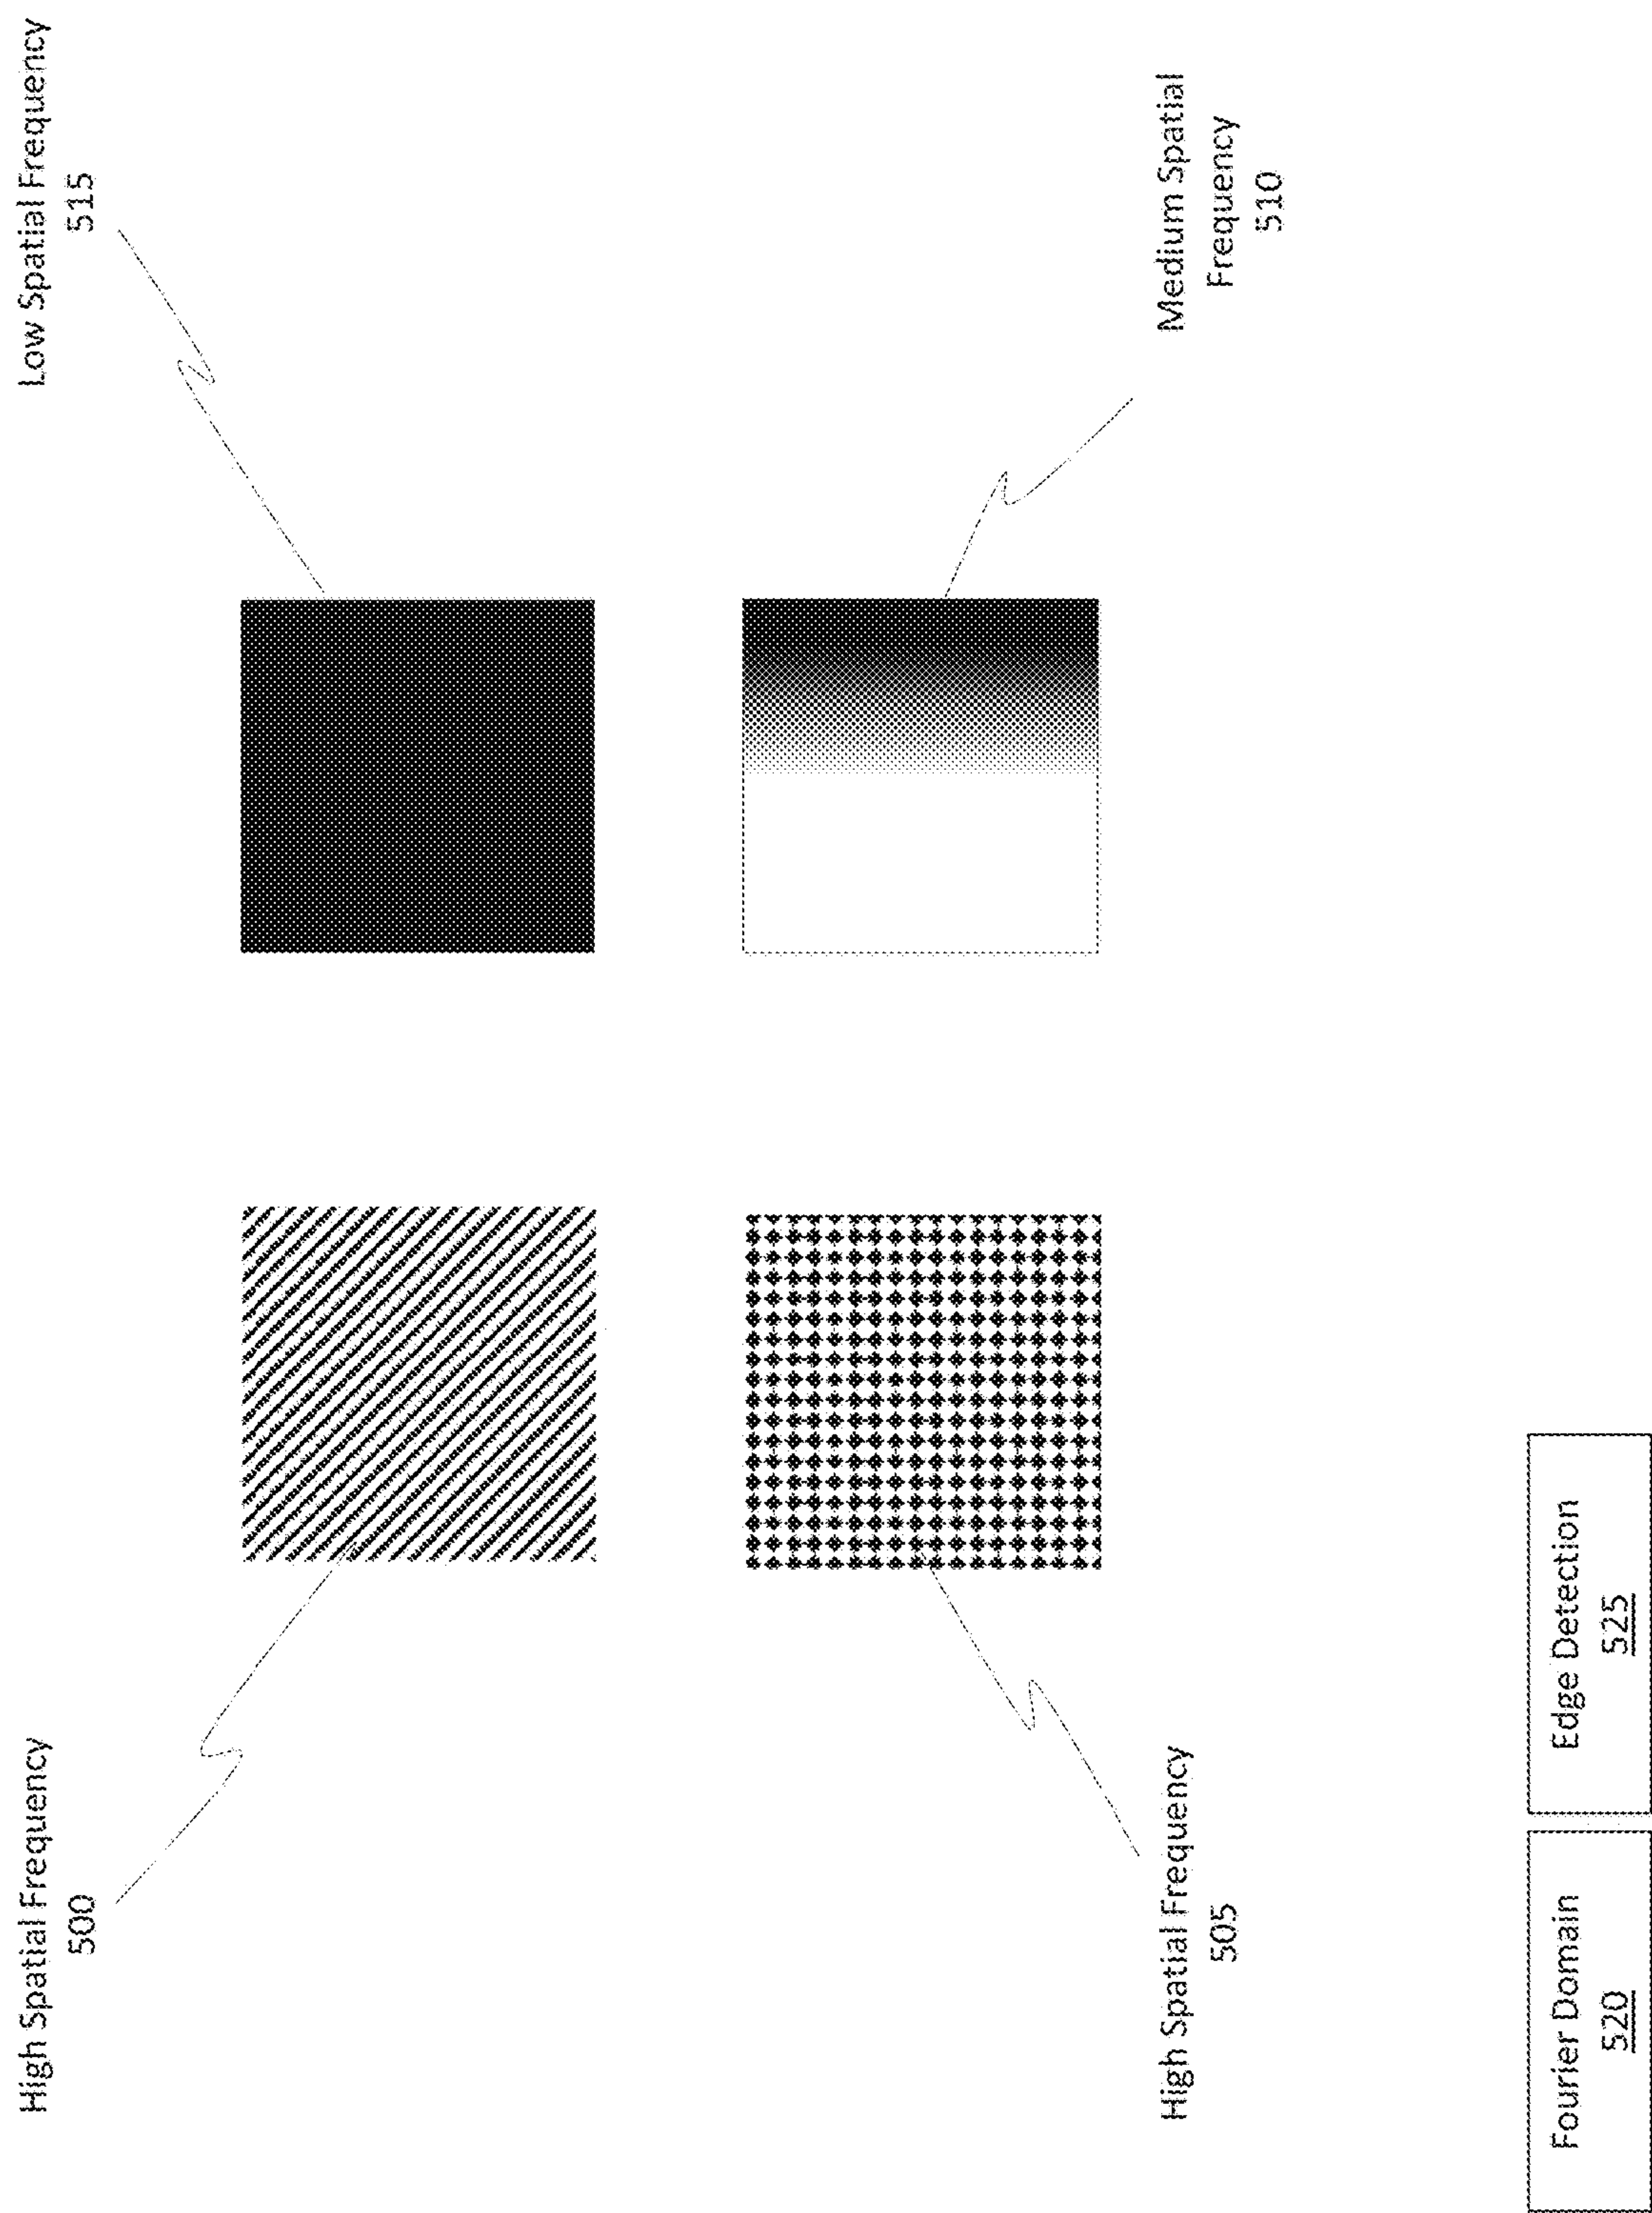 High Spatial Frequency
500
Low Spatial Frequency
515
High Spatial Frequency
505
Medium Spatial
Frequency
510
Fourier Domain
520
Edge Detection
525